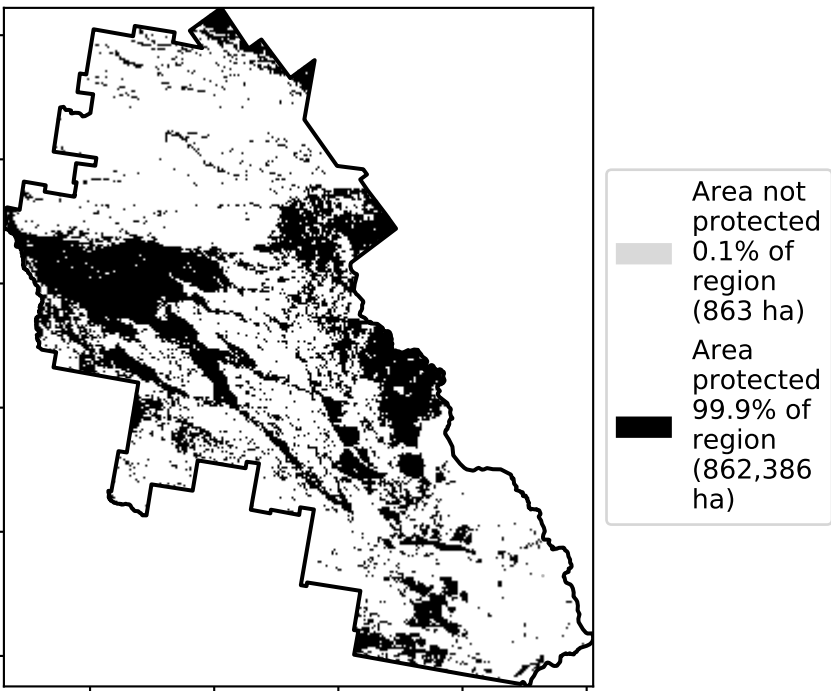 Area not
protected
0.1% of
region
(863 ha)
Area
protected
99.9% of
region
(862,386
ha)